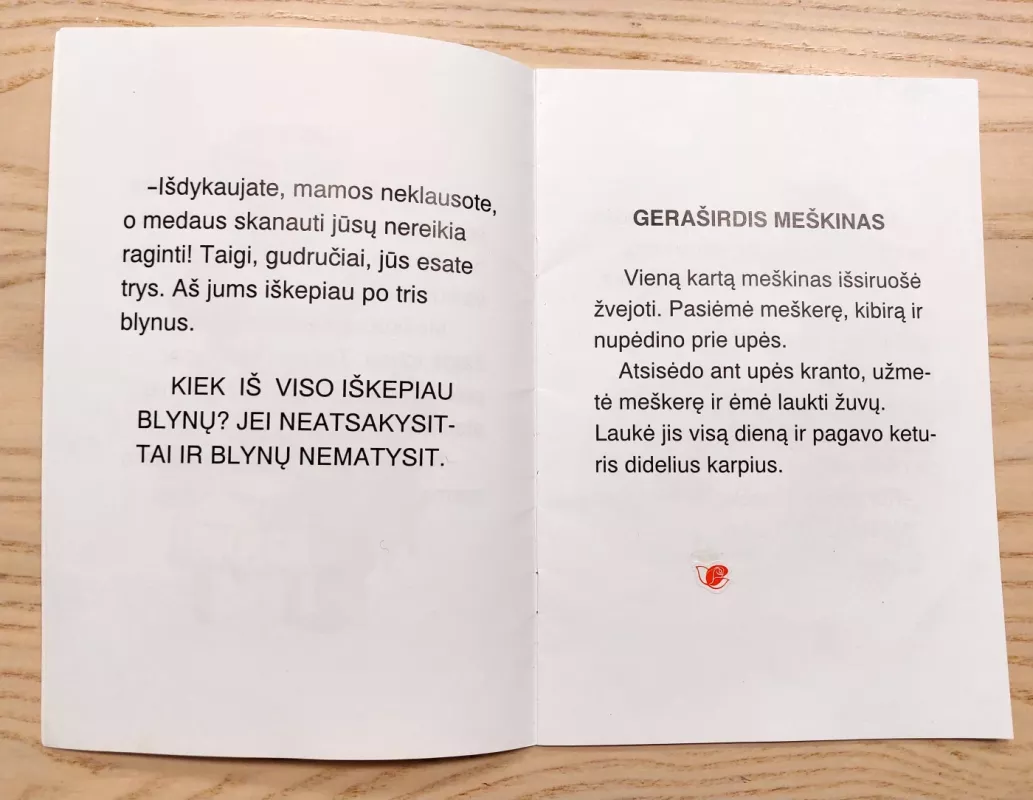 –Išdykaujate, mamos neklausote,
o medaus skanauti jūsų nereikia
raginti! Taigi, gudručiai, jūs esate
trys. Aš jums iškepiau po tris
blynus.
KIEK IŠ VISO IŠKEPIAU
BLYNŲ? JEI NEATSAKYSIT-
TAI IR BLYNŲ NEMATYSIT.
GERAŠIRDIS MEŠKINAS
Vieną kartą meškinas išsiruošė
žvejoti. Pasiėmė meškerę, kibirą ir
nupėdino prie upės.
Atsisėdo ant upės kranto, užme-
tė meškerę ir ėmė laukti žuvų.
Laukė jis visą dieną ir pagavo ketu-
ris didelius karpius.